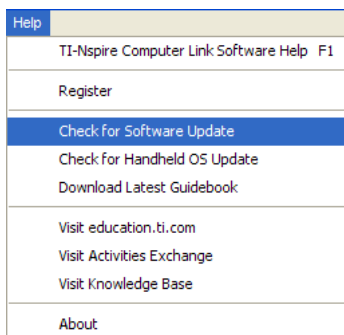 Help
TI-Nspire Computer Link Software Help F1
Register
Check for Software Update
Check for Handheld OS Update
Download Latest Guidebook
Visit education.ti.com
Visit Activities Exchange
Visit Knowledge Base
About